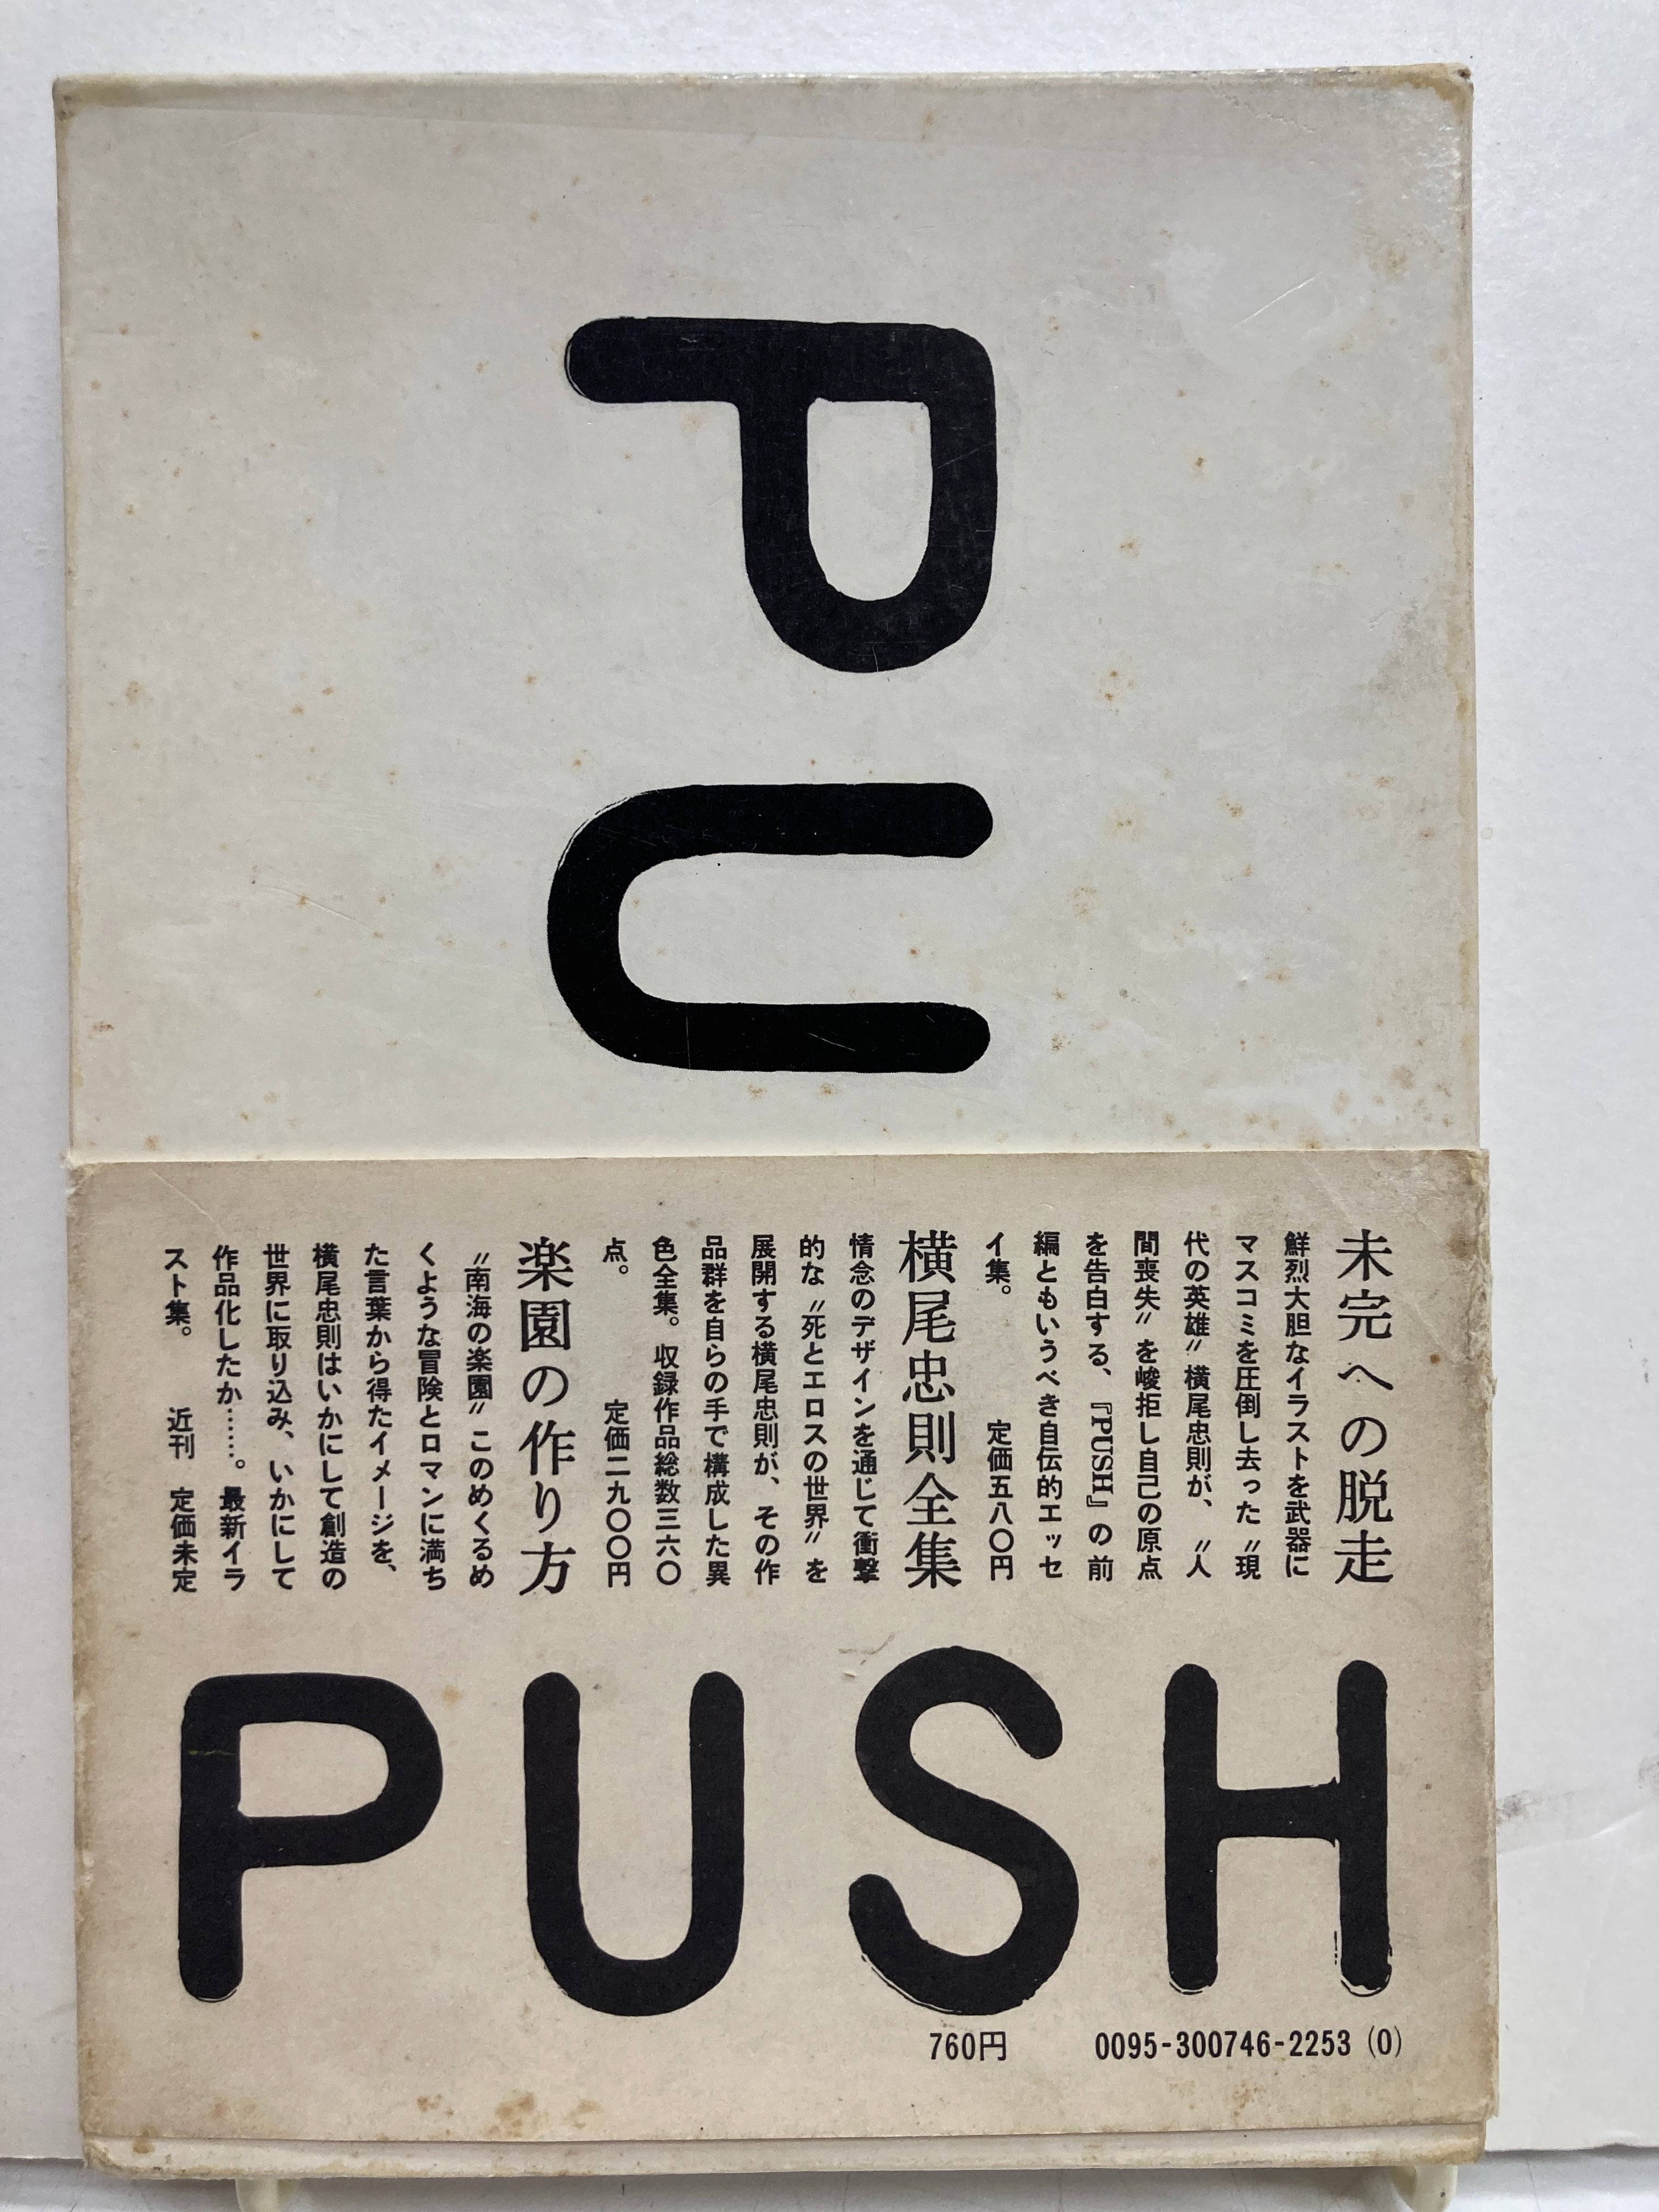 PU
未完への脱走
鮮烈大胆なイラストを武器に
マスコミを圧倒し去った〝現
代の英雄〟横尾忠則が、〝人
間喪失〟を峻拒し自己の原点
を告白する、『PUSH』の前
編ともいうべき自伝的エッセ
イ集。 定価五八〇円
横尾忠則全集
情念のデザインを通じて衝撃
的な〝死とエロスの世界〟を
展開する横尾忠則が、その作
品群を自らの手で構成した異
色全集。収録作品総数三六〇
点。 定価二九〇〇円
楽園の作り方
〝南海の楽園〟このめくるめ
くような冒険とロマンに満ち
た言葉から得たイメージを、
横尾忠則はいかにして創造の
世界に取り込み、いかにして
作品化したか……。最新イラ
スト集。 近刊 定価未定
PUSH
760円 0095-300746-2253 (0)